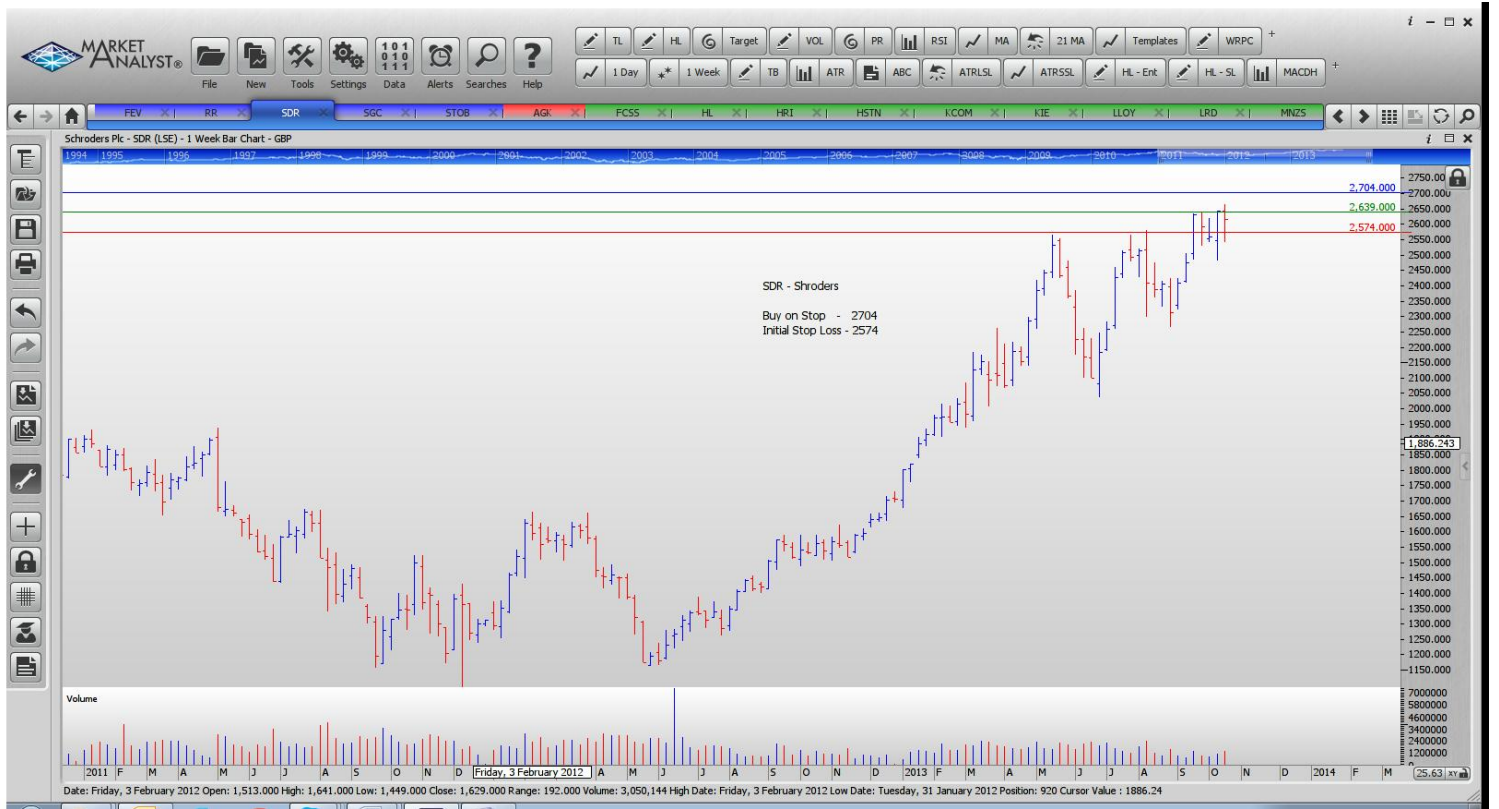 i
MARKET
ANALYST®
File
New
Tools
Settings
101
010
111
Data
Alerts
Searches
?
Help
TL
HL
Target
VOL
PR
RSI
MA
21 MA
Templates
WRPC
+
1 Day
1 Week
TB
ATR
ABC
ATRLSL
ATRSSL
HL - Ent
HL - SL
MACDH
+
FEV
RR
SDR
SGC
STOB
AGK
FCSS
HL
HRI
HSTN
KCOM
KIE
LLOY
LRD
MNZS
Schroders Plc - SDR (LSE) - 1 Week Bar Chart - GBP
i
1994 1995 1996 1997 1998 1999 2000 2001 2002 2003 2004 2005 2006 2007 2008 2009 2010 2011 2012 2013
2,704.000
2,639.000
2,574.000
SDR - Shroders
Buy on Stop - 2704
Initial Stop Loss - 2574
2750.00
2700.00
2650.000
2600.000
2550.000
2500.000
2450.000
2400.000
2350.000
2300.000
2250.000
2200.000
2150.000
2100.000
2050.000
2000.000
1950.000
1,886.243
1850.000
1800.000
1750.000
1700.000
1650.000
1600.000
1550.000
1500.000
1450.000
1400.000
1350.000
1300.000
1250.000
1200.000
1150.000
Volume
7000000
5800000
4600000
3400000
2400000
1200000
2011 F M A M J J A S O N D Friday, 3 February 2012 A M J J A S O N D 2013 F M A M J J A S O N D 2014 F M
25.63 XY
Date: Friday, 3 February 2012 Open: 1,513.000 High: 1,641.000 Low: 1,449.000 Close: 1,629.000 Range: 192.000 Volume: 3,050,144 High Date: Friday, 3 February 2012 Low Date: Tuesday, 31 January 2012 Position: 920 Cursor Value : 1886.24